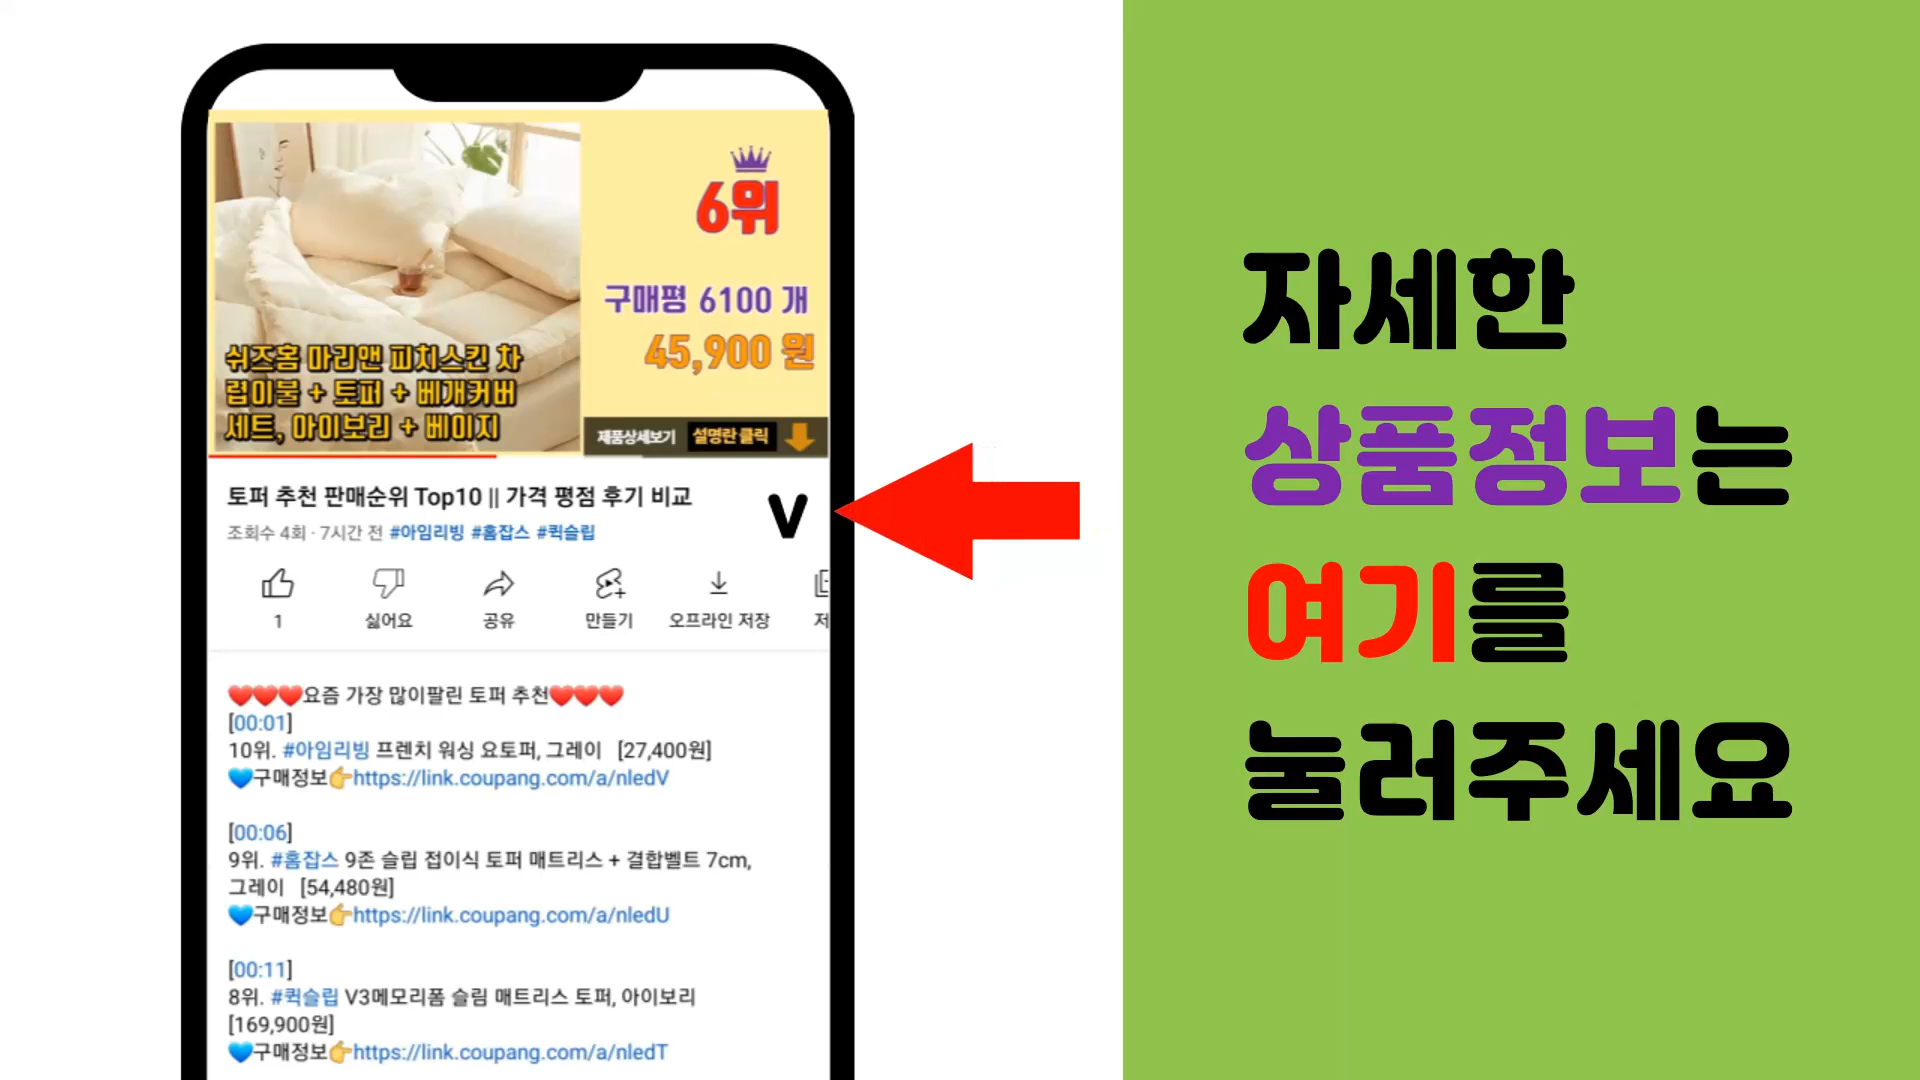 6위
구매평 6100 개
45,900 원
쉬즈홈 마리앤 피치스킨 차
렵이불 + 토퍼 + 베개커버
세트, 아이보리 + 베이지
제품상세보기 설명란 클릭
토퍼 추천 판매순위 Top10 || 가격 평점 후기 비교
V
조회수 4회 · 7시간 전 #아임리빙 #홈잡스 #퀵슬립
1 싫어요 공유 만들기 오프라인 저장 저
❤️❤️❤️요즘 가장 많이팔린 토퍼 추천❤️❤️❤️
[00:01]
10위. #아임리빙 프렌치 워싱 요토퍼, 그레이 [27,400원]
💙구매정보👉https://link.coupang.com/a/nledV
[00:06]
9위. #홈잡스 9존 슬립 접이식 토퍼 매트리스 + 결합벨트 7cm,
그레이 [54,480원]
💙구매정보👉https://link.coupang.com/a/nledU
[00:11]
8위. #퀵슬립 V3메모리폼 슬림 매트리스 토퍼, 아이보리
[169,900원]
💙구매정보👉https://link.coupang.com/a/nledT
자세한
상품정보는
여기를
눌러주세요